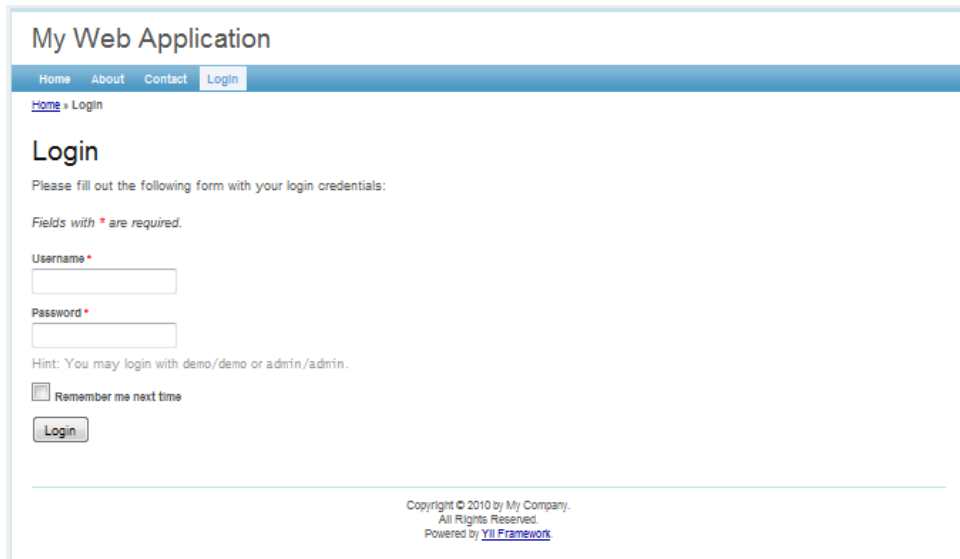 My Web Application
Home About Contact Login
Home » Login
Login
Please fill out the following form with your login credentials:
Fields with * are required.
Username *
Password *
Hint: You may login with demo/demo or admin/admin.
Remember me next time
Login
Copyright © 2010 by My Company.
All Rights Reserved.
Powered by Yii Framework.